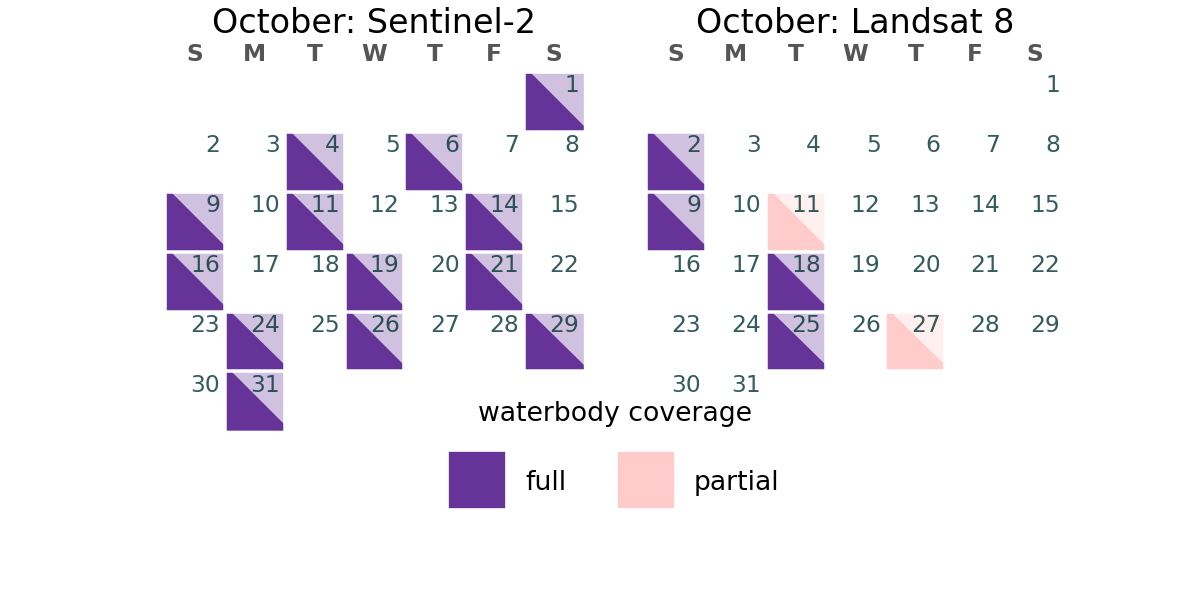 October: Sentinel-2
S M T W T F S
1
2 3 4 5 6 7 8
9 10 11 12 13 14 15
16 17 18 19 20 21 22
23 24 25 26 27 28 29
30 31
October: Landsat 8
S M T W T F S
1
2 3 4 5 6 7 8
9 10 11 12 13 14 15
16 17 18 19 20 21 22
23 24 25 26 27 28 29
30 31
waterbody coverage
full partial